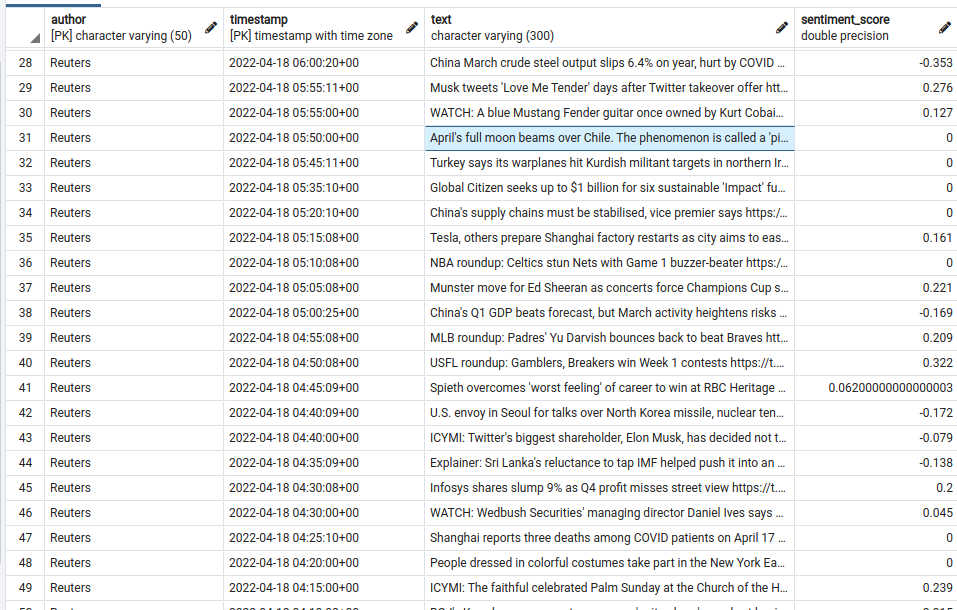 author timestamp text sentiment_score
[PK] character varying (50) [PK] timestamp with time zone character varying (300) double precision
28 Reuters 2022-04-18 06:00:20+00 China March crude steel output slips 6.4% on year, hurt by COVID … -0.353
29 Reuters 2022-04-18 05:55:11+00 Musk tweets 'Love Me Tender' days after Twitter takeover offer htt… 0.276
30 Reuters 2022-04-18 05:55:00+00 WATCH: A blue Mustang Fender guitar once owned by Kurt Cobai… 0.127
31 Reuters 2022-04-18 05:50:00+00 April's full moon beams over Chile. The phenomenon is called a 'pi… 0
32 Reuters 2022-04-18 05:45:11+00 Turkey says its warplanes hit Kurdish militant targets in northern Ir… 0
33 Reuters 2022-04-18 05:35:10+00 Global Citizen seeks up to $1 billion for six sustainable 'Impact' fu… 0
34 Reuters 2022-04-18 05:20:10+00 China's supply chains must be stabilised, vice premier says https:/… 0
35 Reuters 2022-04-18 05:15:08+00 Tesla, others prepare Shanghai factory restarts as city aims to eas… 0.161
36 Reuters 2022-04-18 05:10:08+00 NBA roundup: Celtics stun Nets with Game 1 buzzer-beater https:/… 0
37 Reuters 2022-04-18 05:05:08+00 Munster move for Ed Sheeran as concerts force Champions Cup s… 0.221
38 Reuters 2022-04-18 05:00:25+00 China's Q1 GDP beats forecast, but March activity heightens risks … -0.169
39 Reuters 2022-04-18 04:55:08+00 MLB roundup: Padres' Yu Darvish bounces back to beat Braves htt… 0.209
40 Reuters 2022-04-18 04:50:08+00 USFL roundup: Gamblers, Breakers win Week 1 contests https://t.… 0.322
41 Reuters 2022-04-18 04:45:09+00 Spieth overcomes 'worst feeling' of career to win at RBC Heritage … 0.06200000000000003
42 Reuters 2022-04-18 04:40:09+00 U.S. envoy in Seoul for talks over North Korea missile, nuclear ten… -0.172
43 Reuters 2022-04-18 04:40:00+00 ICYMI: Twitter's biggest shareholder, Elon Musk, has decided not t… -0.079
44 Reuters 2022-04-18 04:35:09+00 Explainer: Sri Lanka's reluctance to tap IMF helped push it into an … -0.138
45 Reuters 2022-04-18 04:30:08+00 Infosys shares slump 9% as Q4 profit misses street view https://t.… 0.2
46 Reuters 2022-04-18 04:30:00+00 WATCH: Wedbush Securities' managing director Daniel Ives says … 0.045
47 Reuters 2022-04-18 04:25:10+00 Shanghai reports three deaths among COVID patients on April 17 … 0
48 Reuters 2022-04-18 04:20:00+00 People dressed in colorful costumes take part in the New York Ea… 0
49 Reuters 2022-04-18 04:15:00+00 ICYMI: The faithful celebrated Palm Sunday at the Church of the H… 0.239